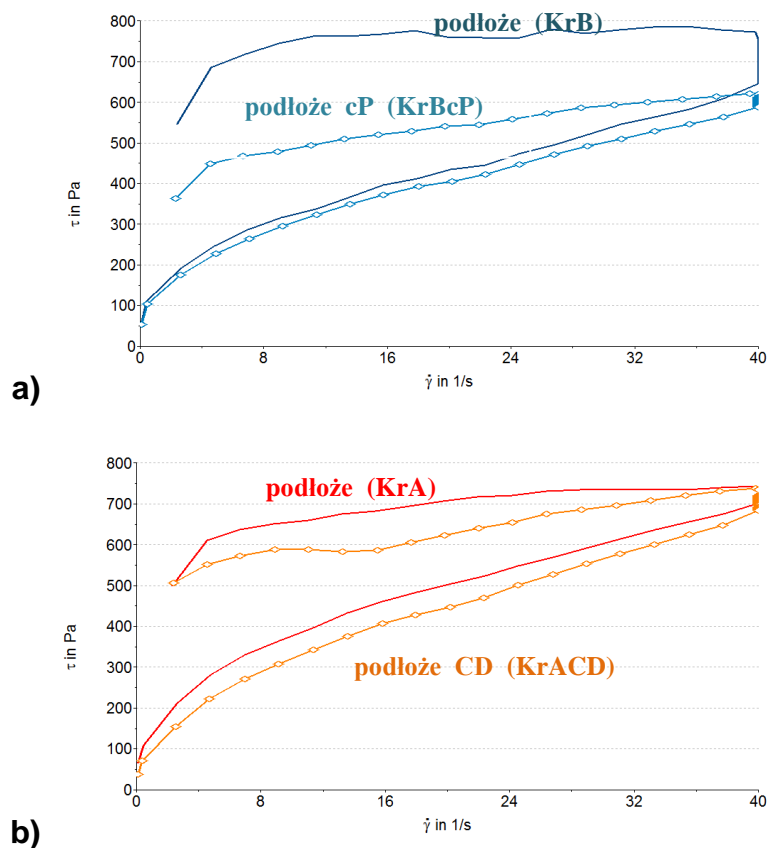 podłoże (KrB)
800
700
podłoże cP (KrBcP)
600
500
400
τ in Pa
300
200
100
0
0 8 16 24 32 40
γ̇ in 1/s
a)
800
podłoże (KrA)
700
600
500
400
τ in Pa
podłoże CD (KrACD)
300
200
100
0
0 8 16 24 32 40
γ̇ in 1/s
b)